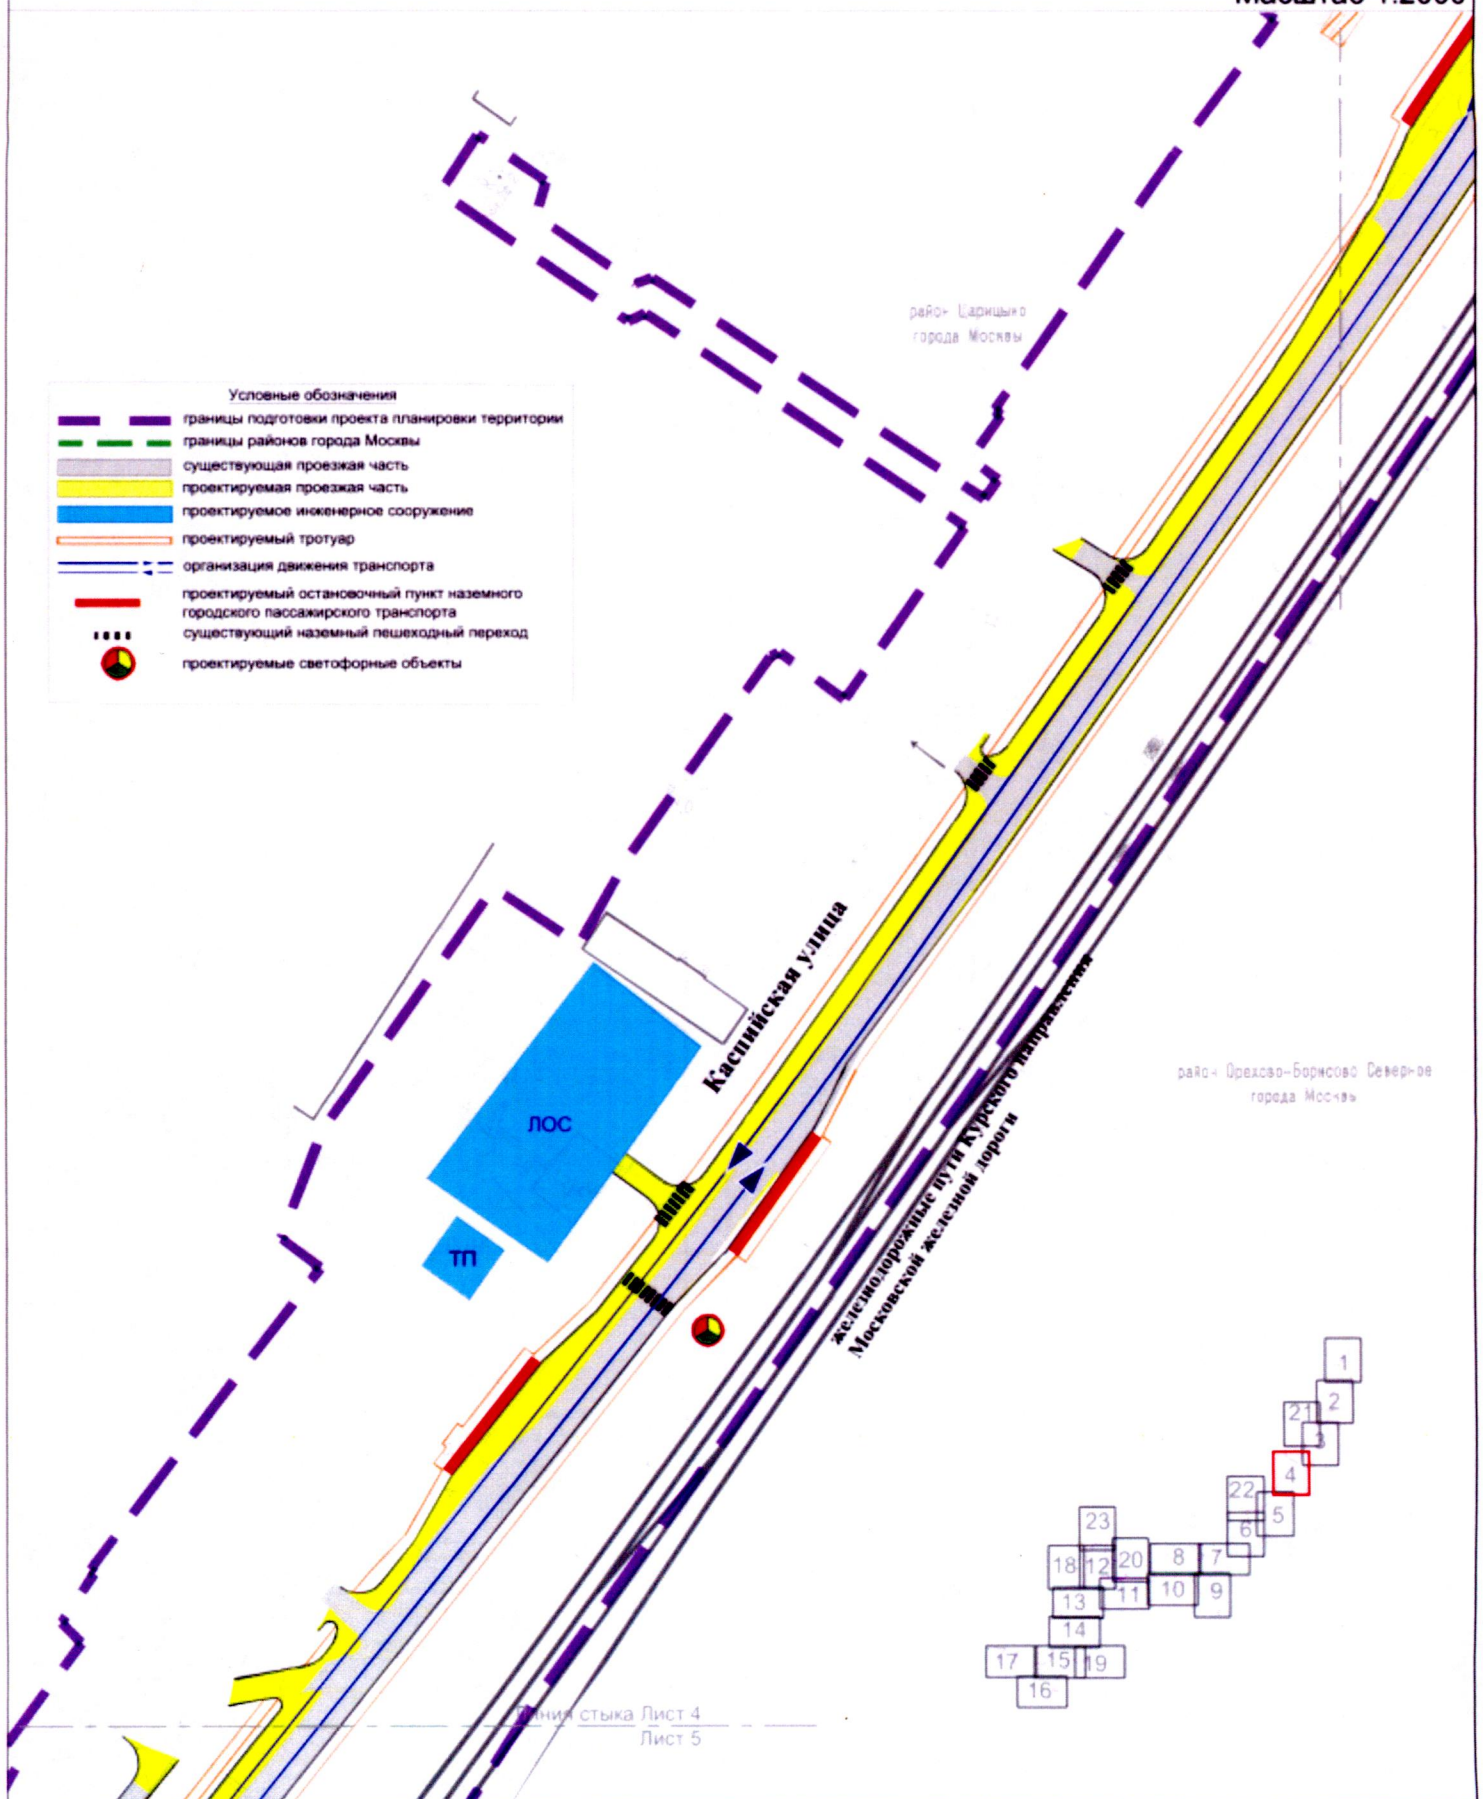 Масштаб 1:2000
район Царицыно
города Москвы
Условные обозначения
границы подготовки проекта планировки территории
границы районов города Москвы
существующая проезжая часть
проектируемая проезжая часть
проектируемое инженерное сооружение
проектируемый тротуар
организация движения транспорта
проектируемый остановочный пункт наземного
городского пассажирского транспорта
существующий наземный пешеходный переход
проектируемые светофорные объекты
Каспийская улица
железнодорожные пути Курского направления
Московской железной дороги
район Орехово-Борисово Северное
города Москвы
ЛОС
ТП
1
2
21
3
4
22
5
6
23
18
12
20
8
7
13
11
10
9
14
17
15
19
16
Линия стыка Лист 4
Лист 5